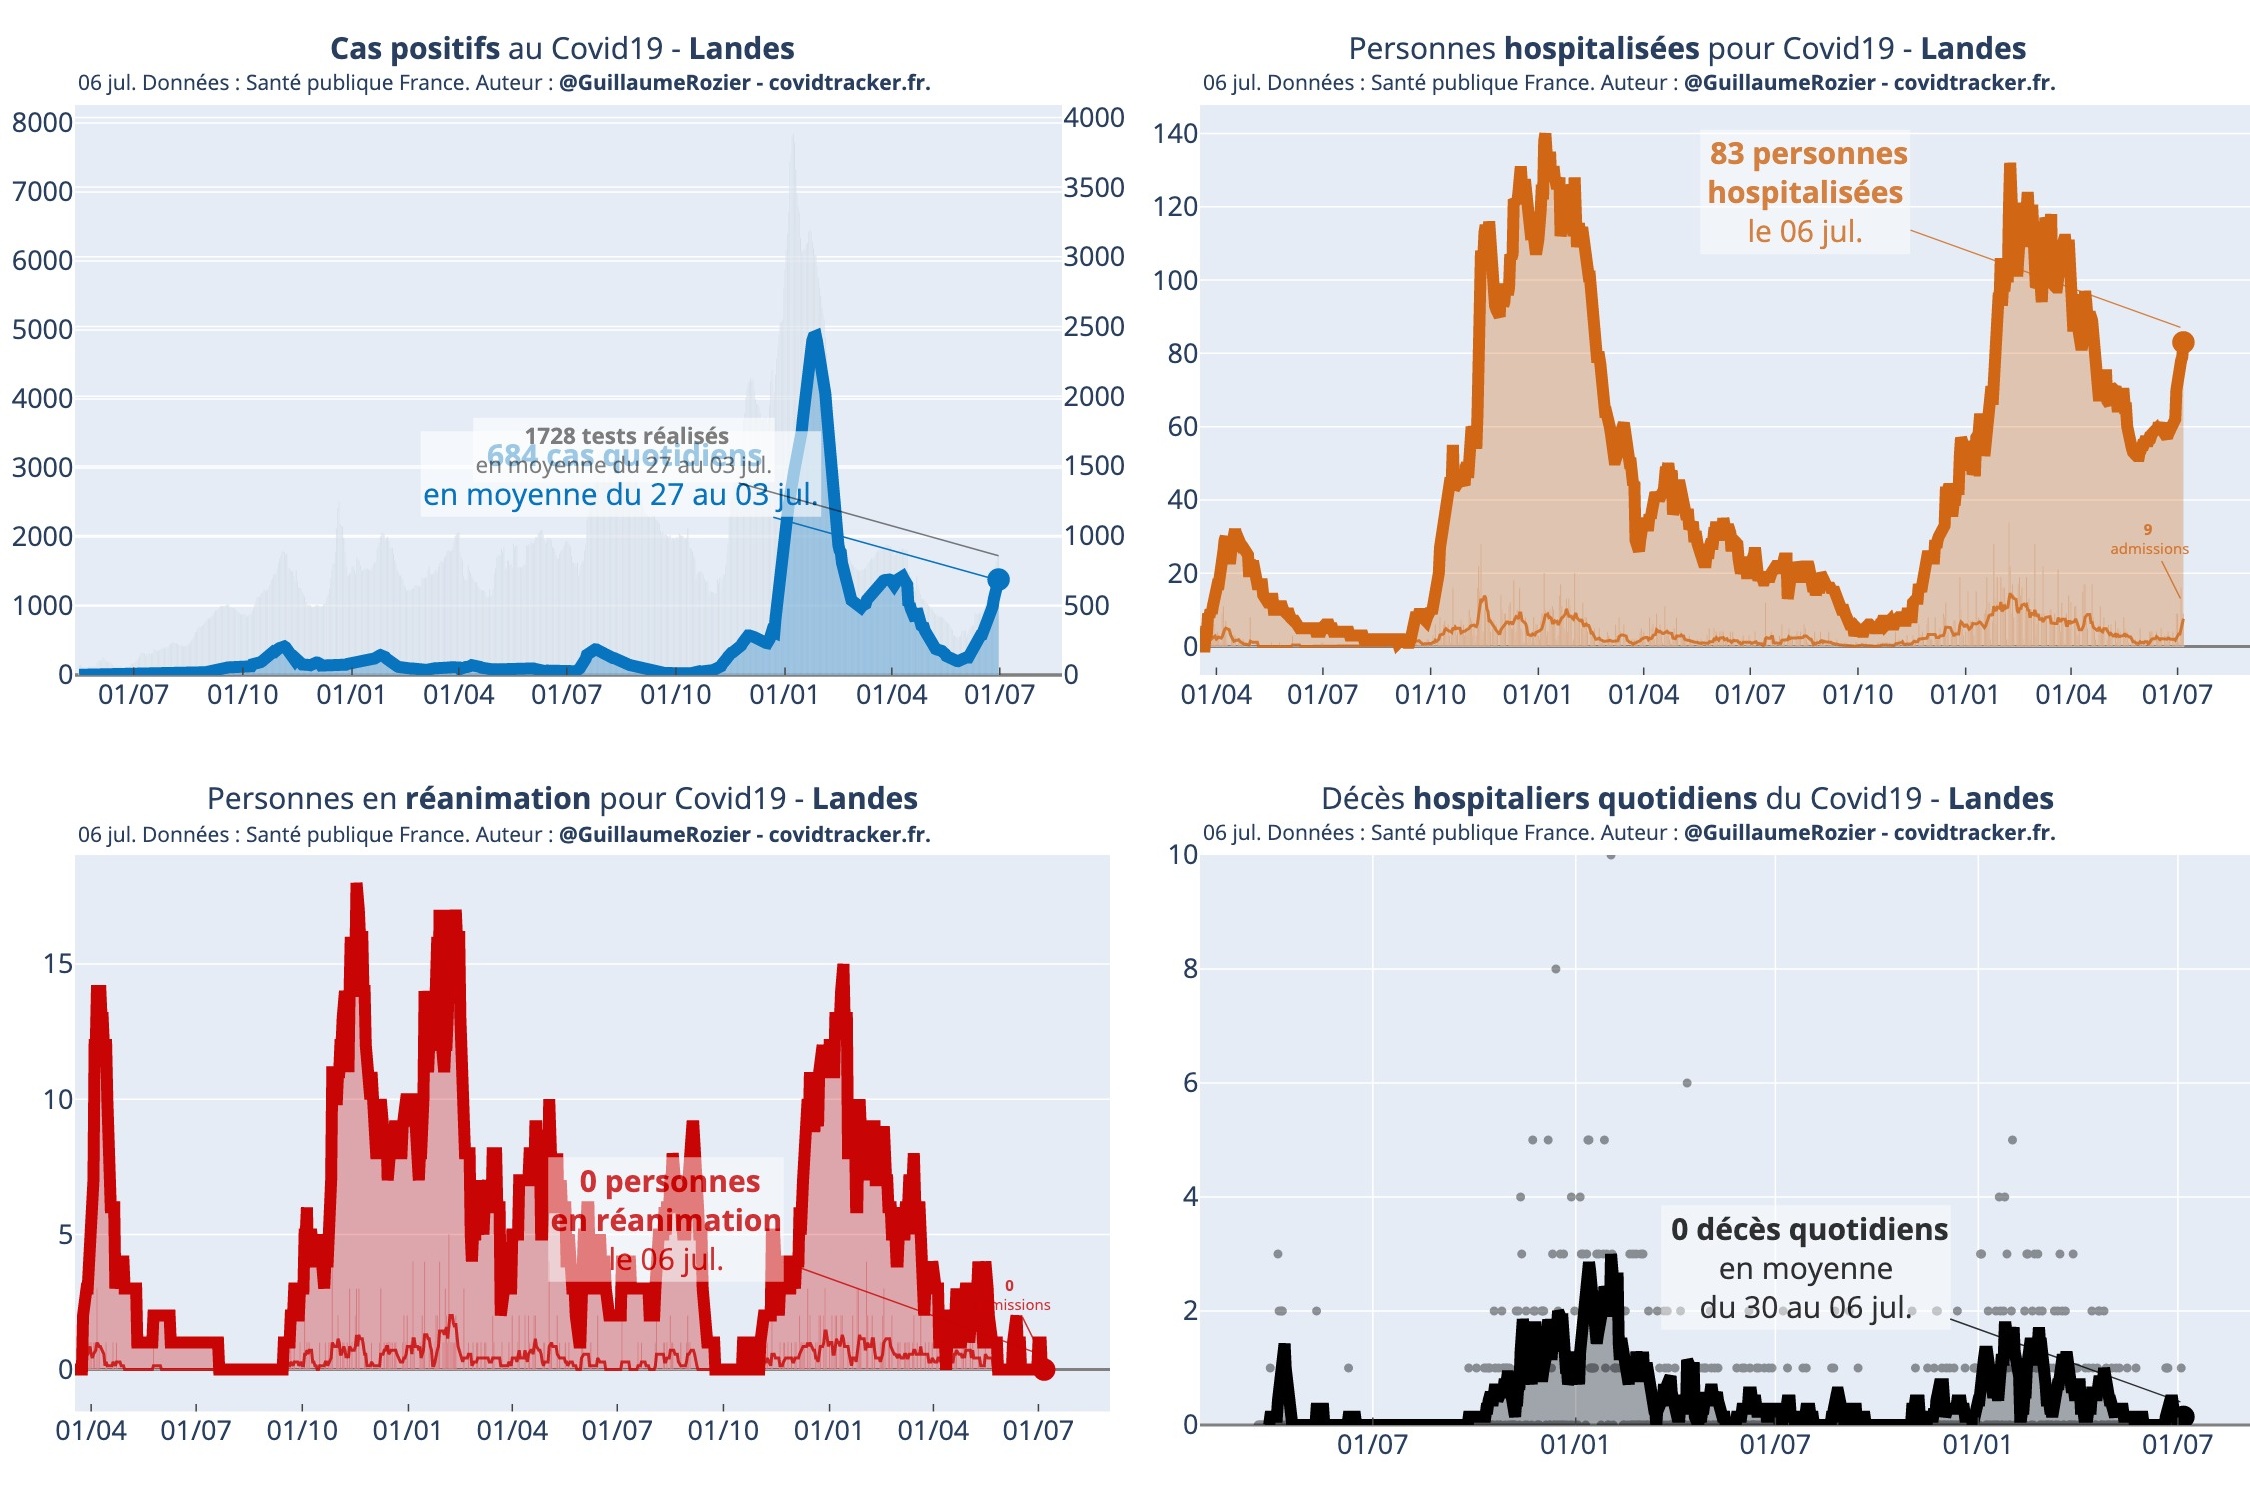 Cas positifs au Covid19 - Landes
06 jul. Données : Santé publique France. Auteur : @GuillaumeRozier - covidtracker.fr.
8000
7000
6000
5000
4000
3000
2000
1000
0
4000
3500
3000
2500
2000
1500
1000
500
0
1728 tests réalisés
en moyenne du 27 au 03 jul.
684 cas quotidiens
en moyenne du 27 au 03 jul.
01/07 01/10 01/01 01/04 01/07 01/10 01/01 01/04 01/07
Personnes hospitalisées pour Covid19 - Landes
06 jul. Données : Santé publique France. Auteur : @GuillaumeRozier - covidtracker.fr.
140
120
100
80
60
40
20
0
83 personnes
hospitalisées
le 06 jul.
9
admissions
01/04 01/07 01/10 01/01 01/04 01/07 01/10 01/01 01/04 01/07
Personnes en réanimation pour Covid19 - Landes
06 jul. Données : Santé publique France. Auteur : @GuillaumeRozier - covidtracker.fr.
15
10
5
0
0 personnes
en réanimation
le 06 jul.
0
missions
01/04 01/07 01/10 01/01 01/04 01/07 01/10 01/01 01/04 01/07
Décès hospitaliers quotidiens du Covid19 - Landes
06 jul. Données : Santé publique France. Auteur : @GuillaumeRozier - covidtracker.fr.
10
8
6
4
2
0
0 décès quotidiens
en moyenne
du 30 au 06 jul.
01/07 01/01 01/07 01/01 01/07